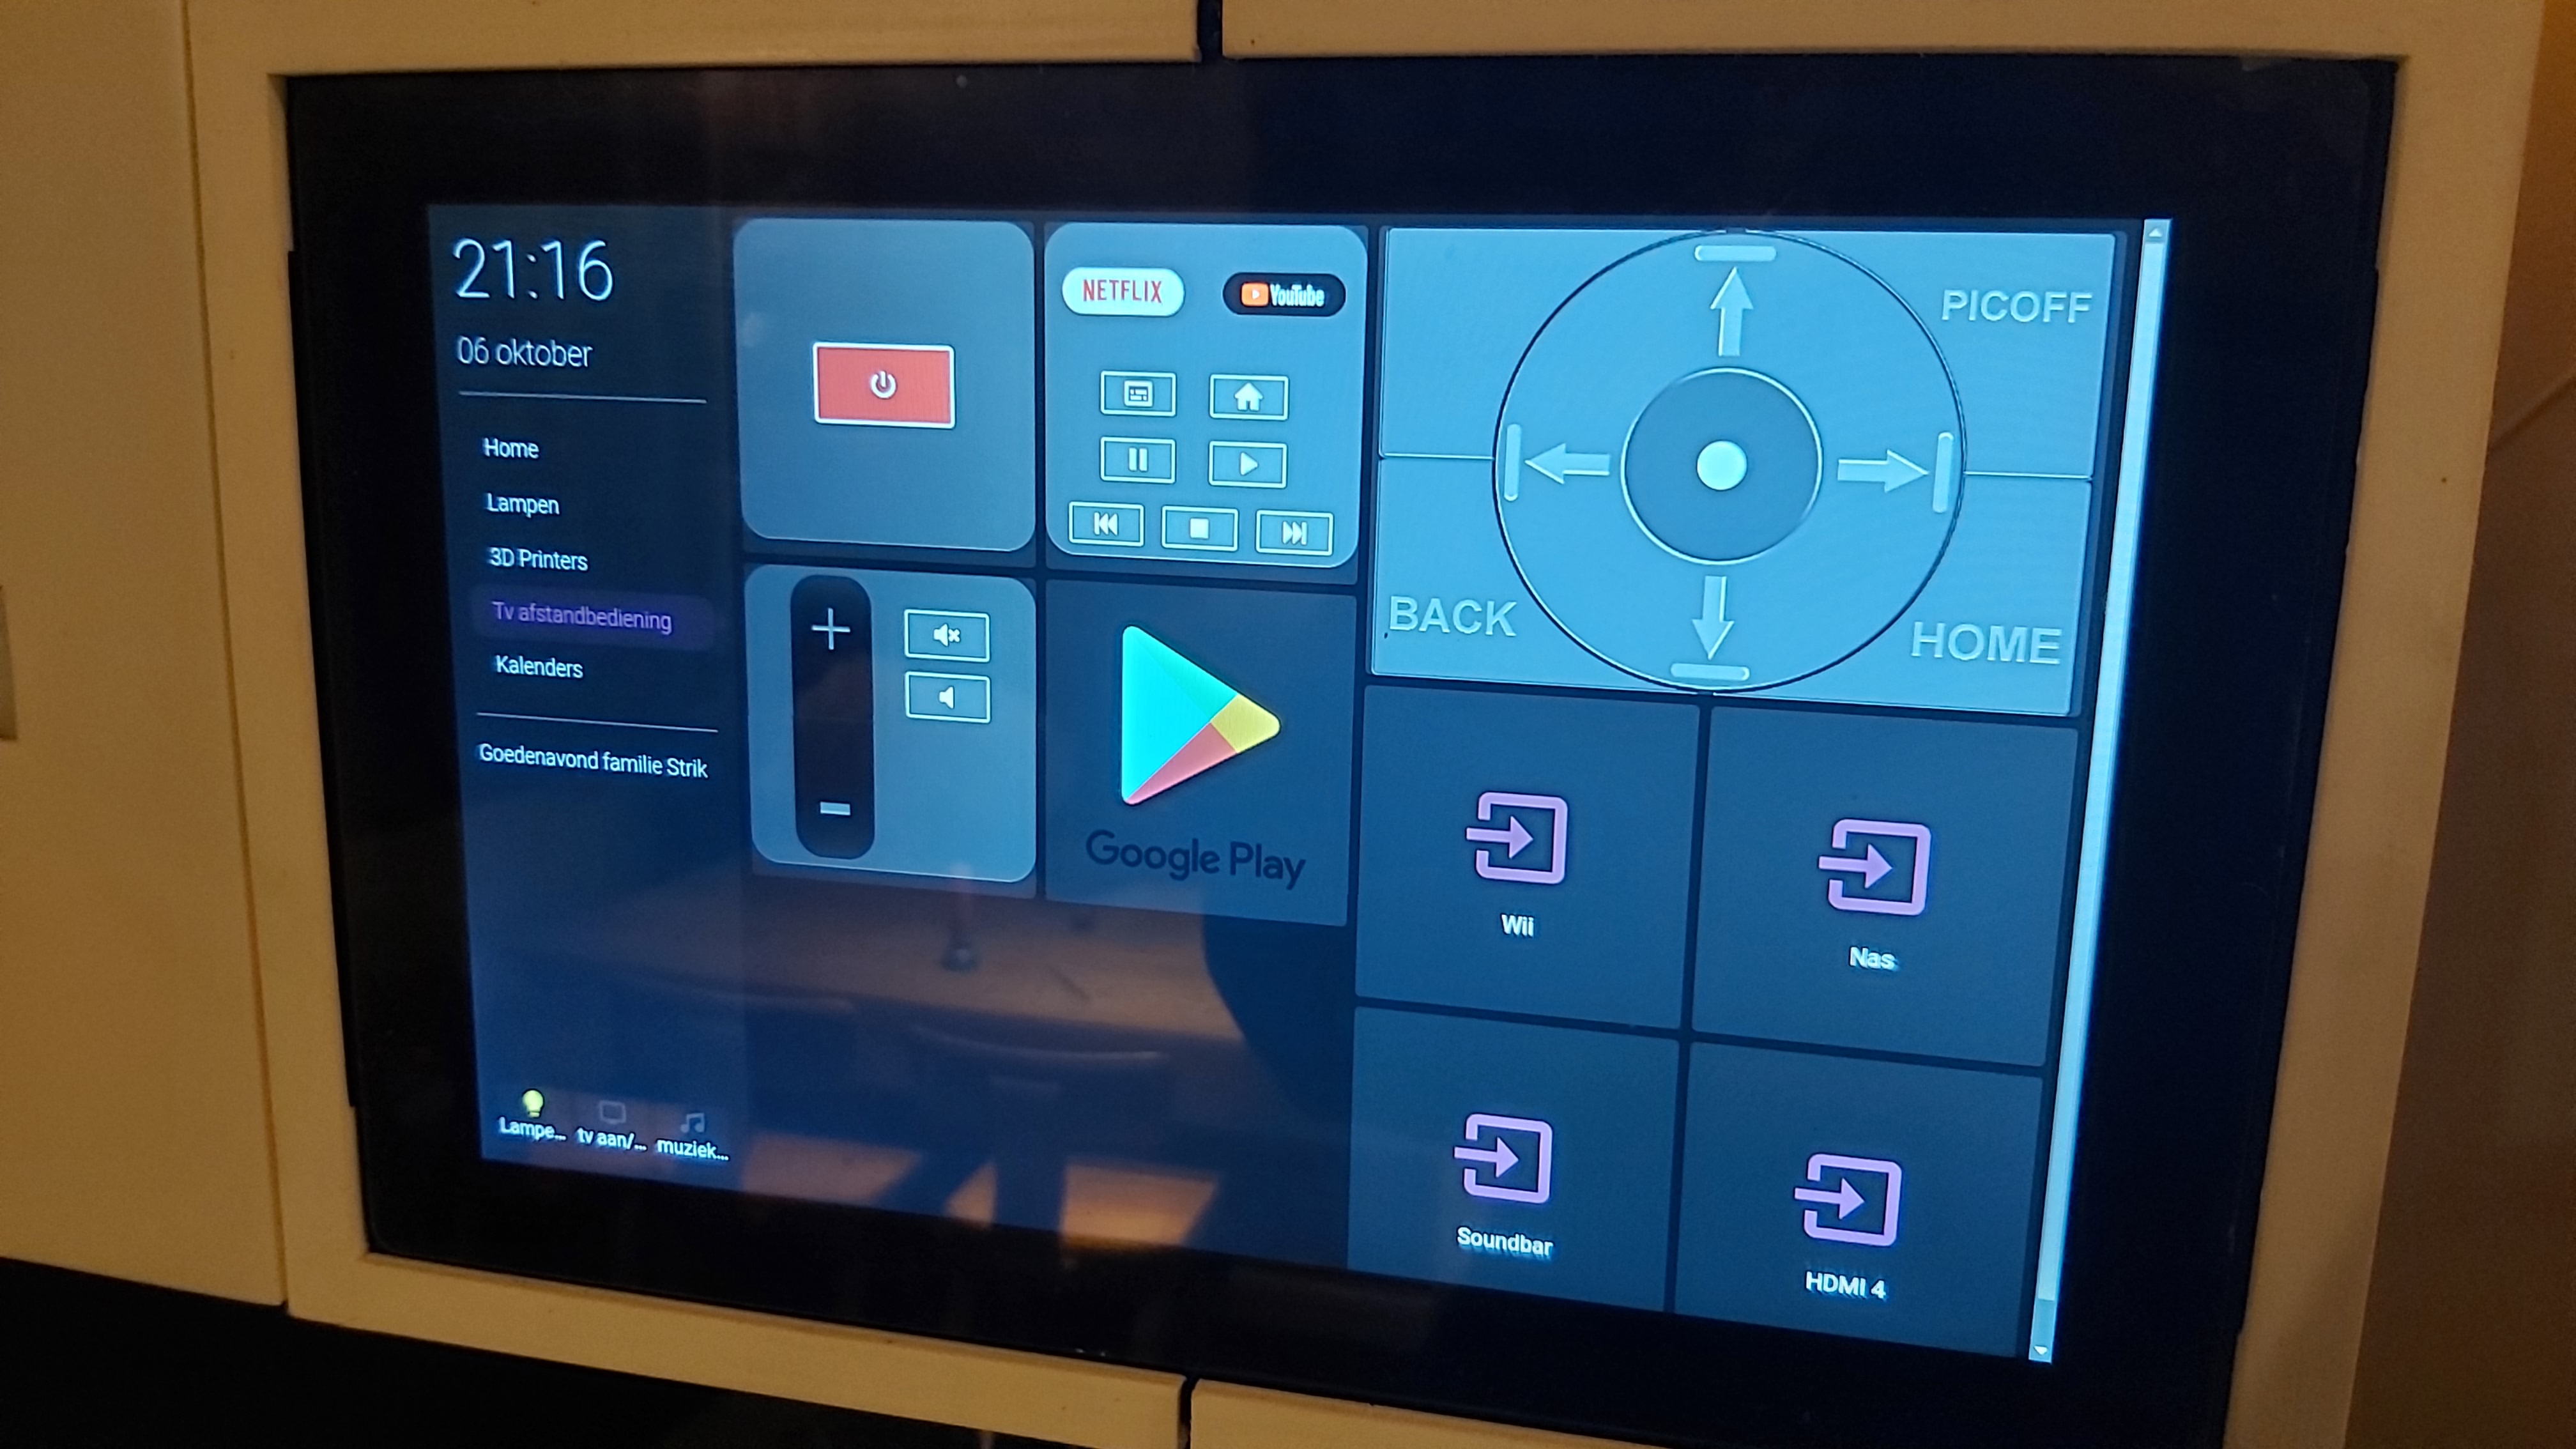 21:16
06 oktober
Home
Lampen
3D Printers
Tv afstandbediening
Kalenders
Goedenavond familie Strik
Lampe...
tv aan/...
muziek...
NETFLIX
YouTube
Google Play
PICOFF
BACK
HOME
Wii
Nas
Soundbar
HDMI 4